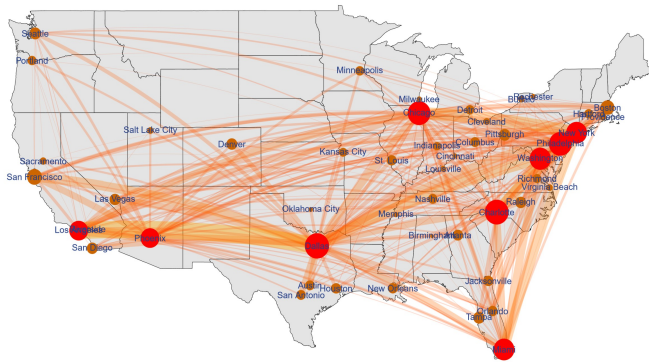 Seattle
Portland
Minneapolis
Milwaukee
Chicago
Detroit
Rochester
Boston
Providence
Cleveland
New York
Pittsburgh
Philadelphia
Salt Lake City
Denver
Kansas City
Indianapolis
Columbus
Cincinnati
Washington
Sacramento
St. Louis
Louisville
San Francisco
Richmond
Virginia Beach
Las Vegas
Nashville
Raleigh
Oklahoma City
Memphis
Charlotte
Los Angeles
Phoenix
Birmingham
Atlanta
San Diego
Dallas
Austin
Houston
San Antonio
New Orleans
Jacksonville
Orlando
Tampa
Miami